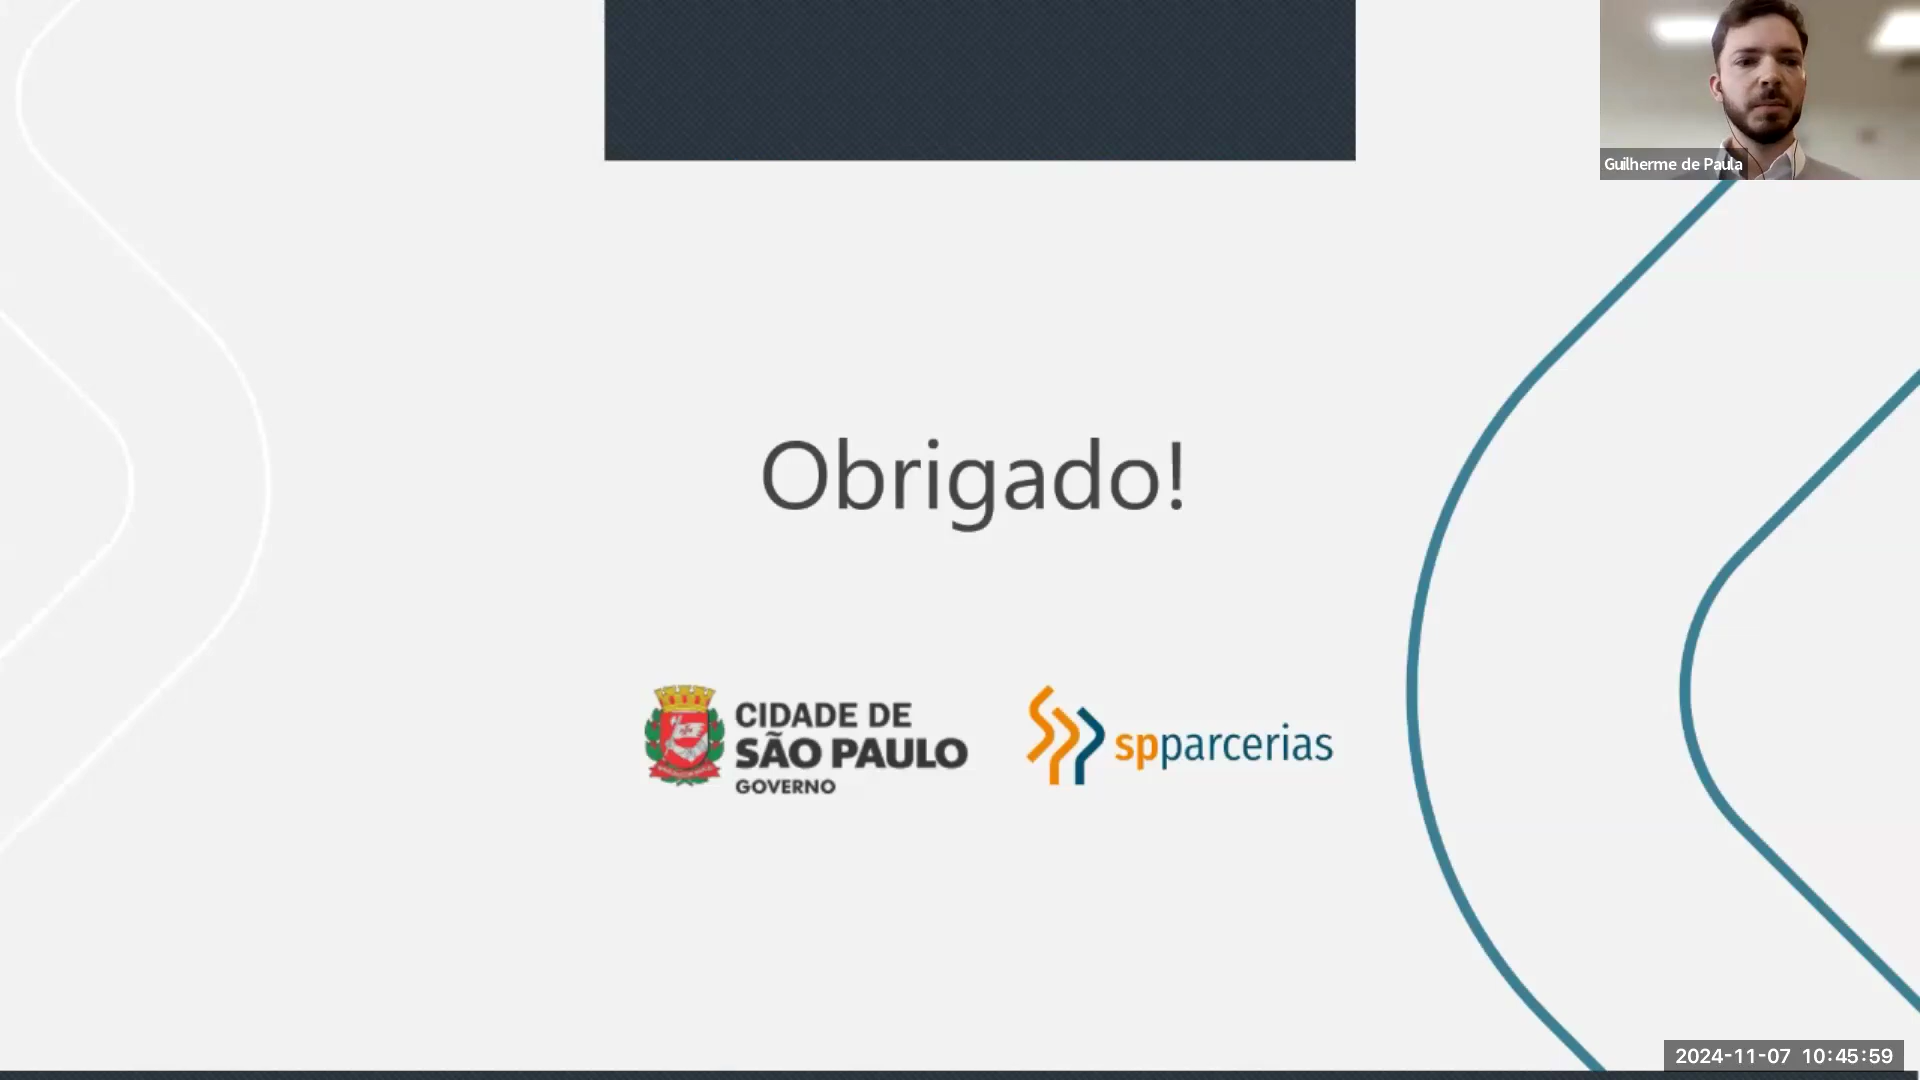 Guilherme de Paula
Obrigado!
CIDADE DE
SÃO PAULO
GOVERNO
spparcerias
2024-11-07 10:45:59